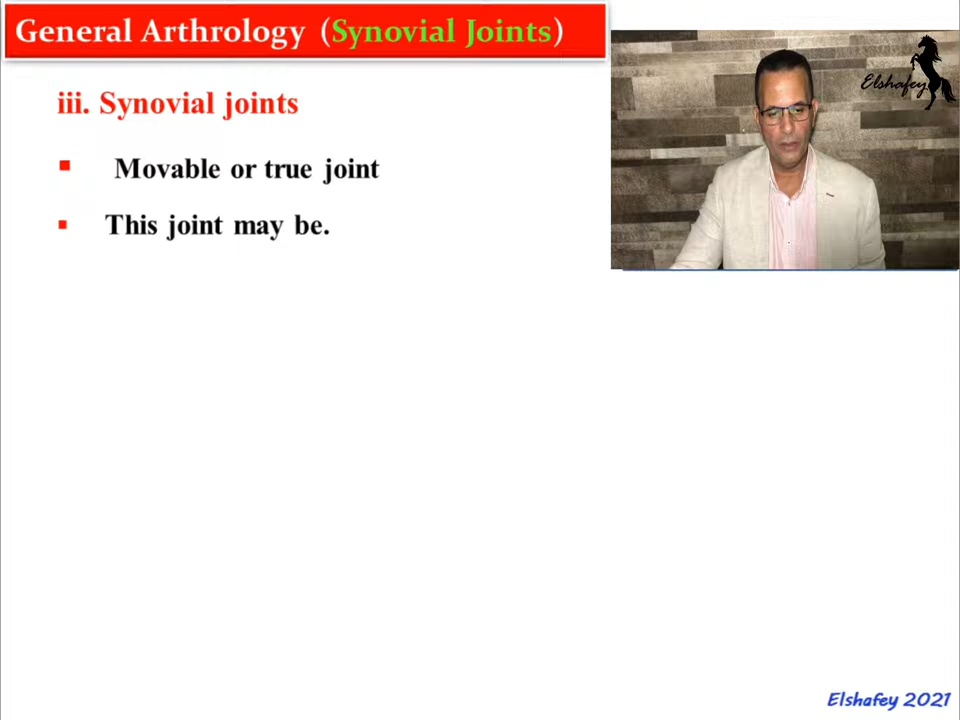 General Arthrology (Synovial Joints)
Elshafey
iii. Synovial joints
Movable or true joint
This joint may be.
Elshafey 2021